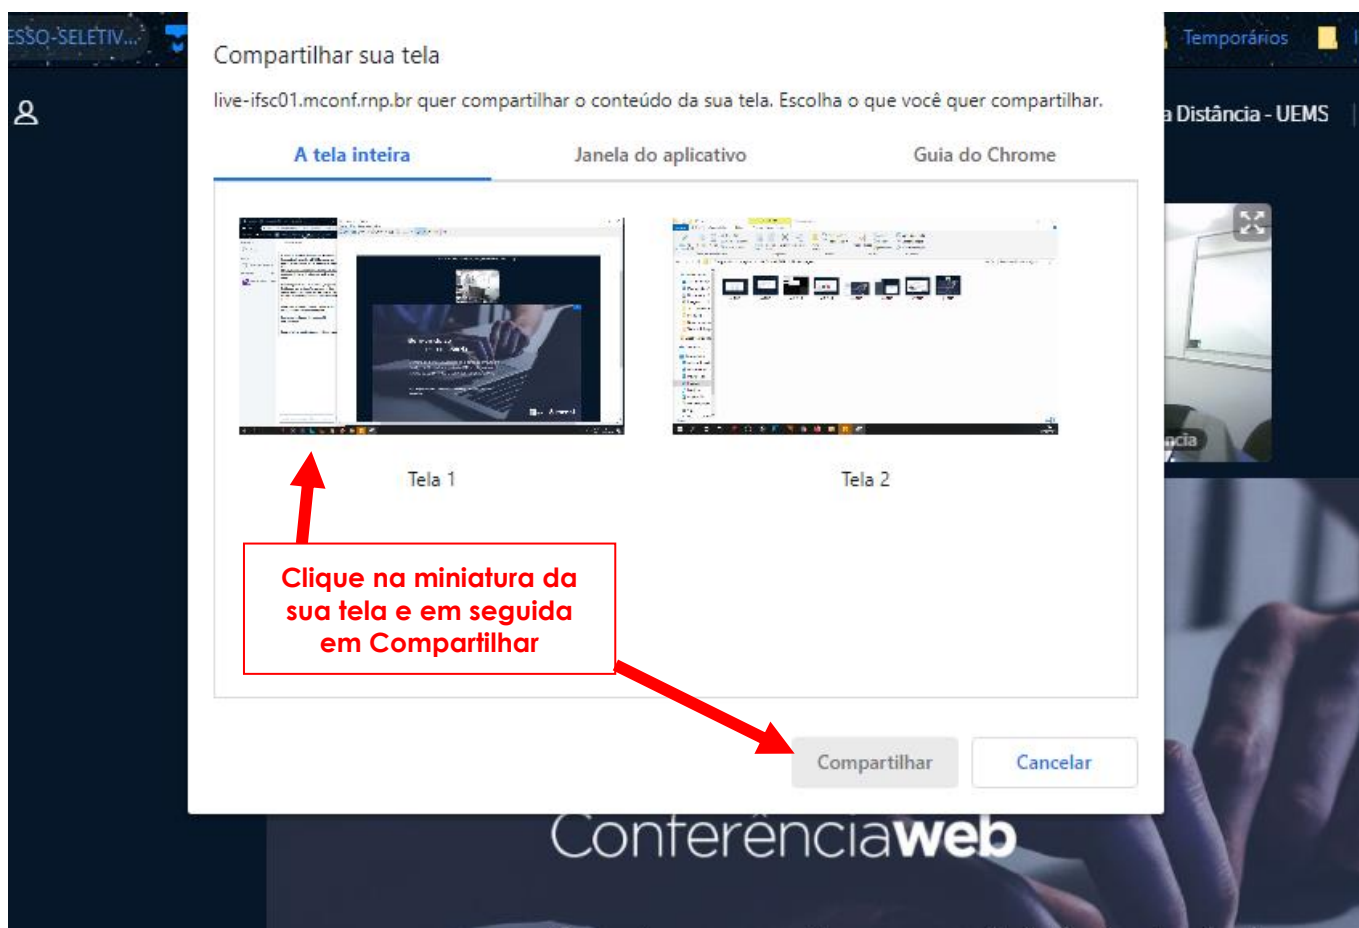 ESSO-SELETIV...
Temporários
Compartilhar sua tela
live-ifsc01.mconf.rnp.br quer compartilhar o conteúdo da sua tela. Escolha o que você quer compartilhar.
a Distância - UEMS
A tela inteira
Janela do aplicativo
Guia do Chrome
ncia
Tela 1
Tela 2
Clique na miniatura da
sua tela e em seguida
em Compartilhar
Compartilhar
Cancelar
Conferênciaweb